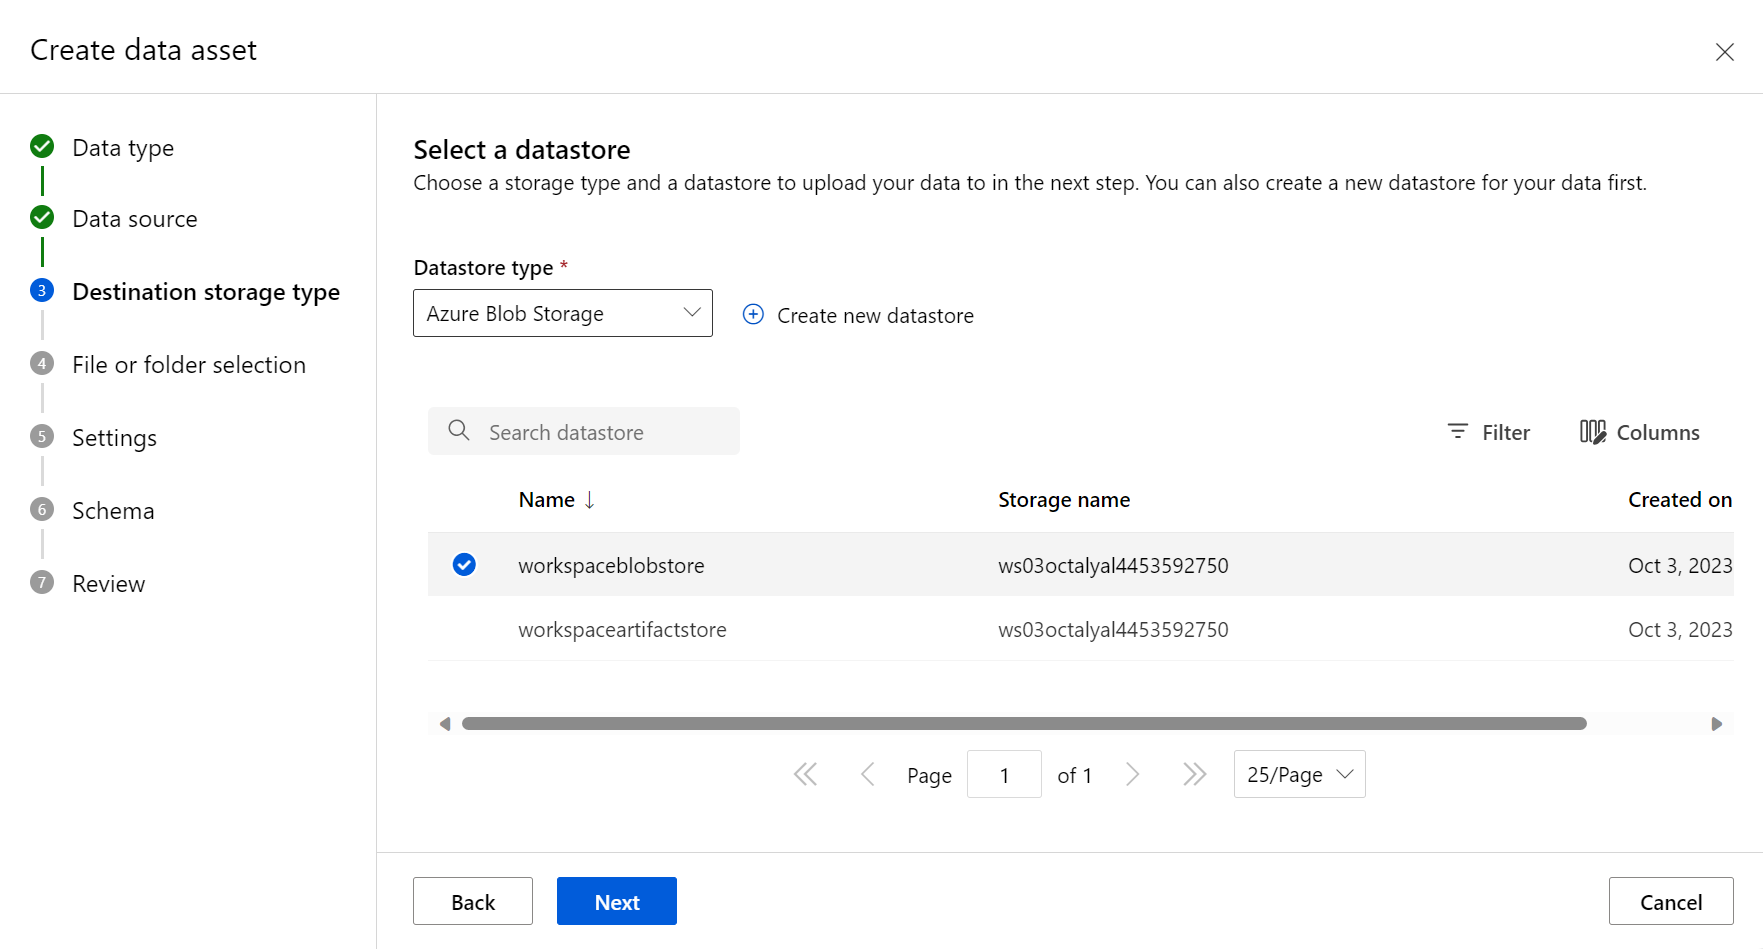 Create data asset
Data type
Data source
3 Destination storage type
4 File or folder selection
5 Settings
6 Schema
7 Review
Select a datastore
Choose a storage type and a datastore to upload your data to in the next step. You can also create a new datastore for your data first.
Datastore type *
Azure Blob Storage
Create new datastore
Search datastore
Filter
Columns
Name ↓ Storage name Created on
workspaceblobstore ws03octalyal4453592750 Oct 3, 2023
workspaceartifactstore ws03octalyal4453592750 Oct 3, 2023
Page 1 of 1 25/Page
Back Next Cancel